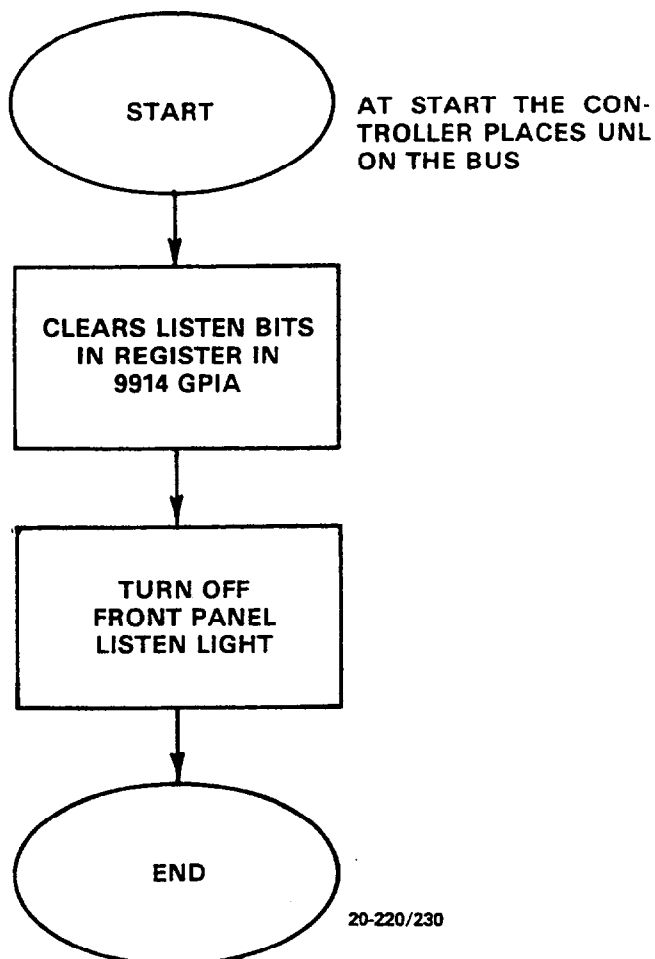 START
AT START THE CON-
TROLLER PLACES UNL
ON THE BUS
CLEARS LISTEN BITS
IN REGISTER IN
9914 GPIA
TURN OFF
FRONT PANEL
LISTEN LIGHT
END
20-220/230